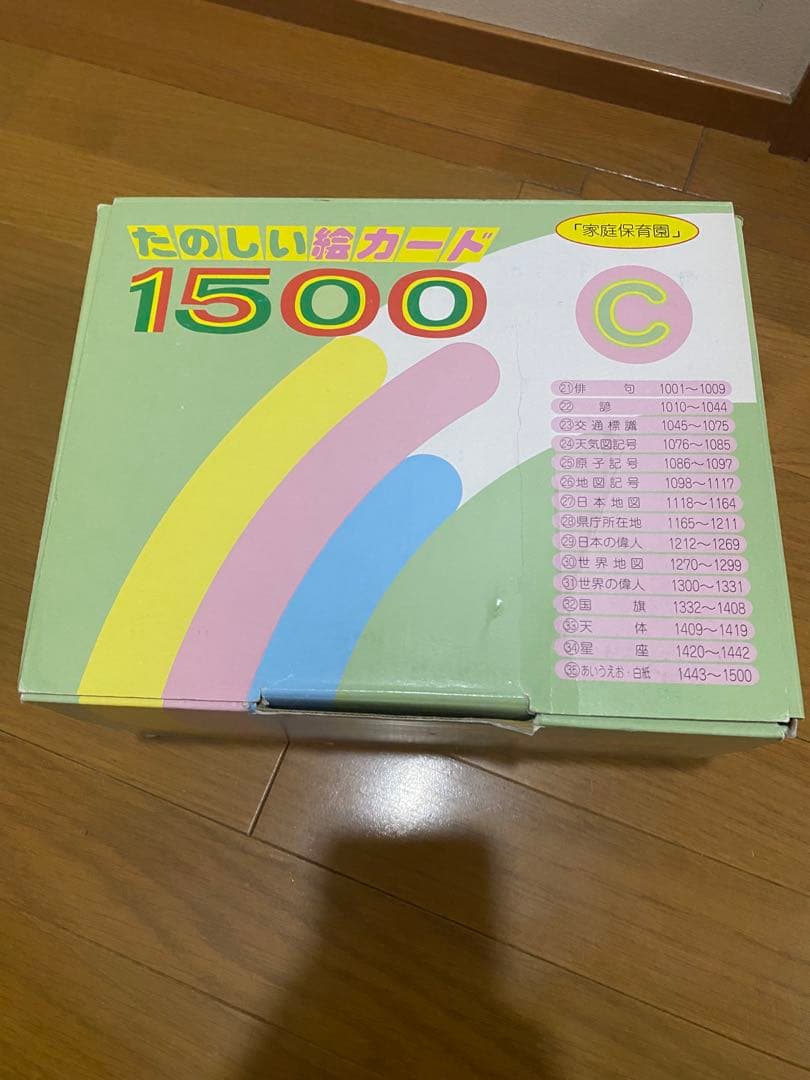 たのしい絵カード
1500
「家庭保育園」
C
㉑俳句 1001〜1009
㉒諺 1010〜1044
㉓交通標識 1045〜1075
㉔天気図記号 1076〜1085
㉕原子記号 1086〜1097
㉖地図記号 1098〜1117
㉗日本地図 1118〜1164
㉘県庁所在地 1165〜1211
㉙日本の偉人 1212〜1269
㉚世界地図 1270〜1299
㉛世界の偉人 1300〜1331
㉜国旗 1332〜1408
㉝天体 1409〜1419
㉞星座 1420〜1442
㉟あいうえお・白紙 1443〜1500